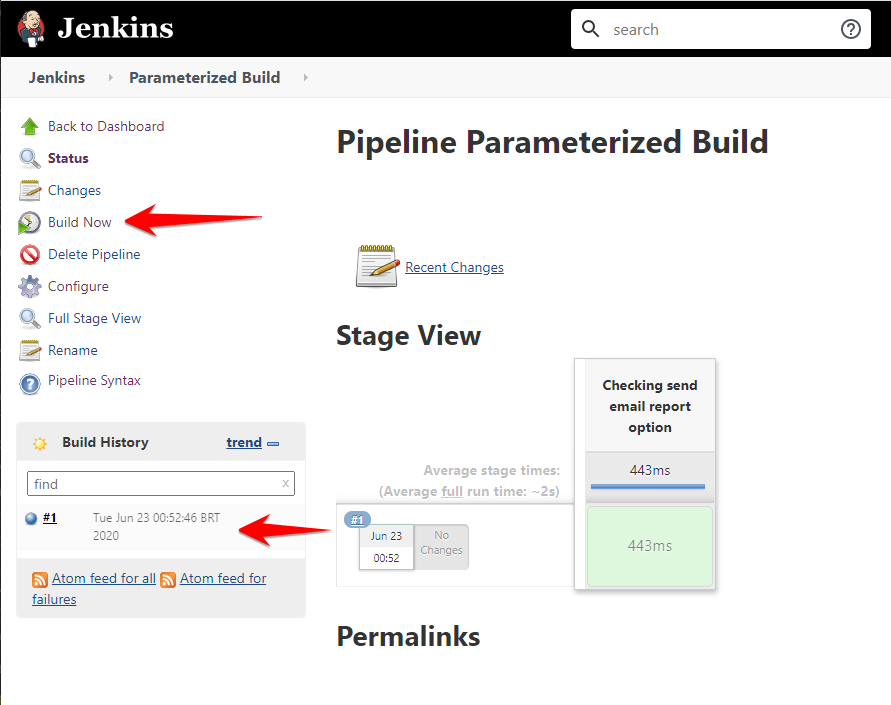 Jenkins
search
Jenkins
Parameterized Build
Back to Dashboard
Status
Changes
Build Now
Delete Pipeline
Configure
Full Stage View
Rename
Pipeline Syntax
Build History
trend
find
x
#1
Tue Jun 23 00:52:46 BRT
2020
Atom feed for all
Atom feed for
failures
Pipeline Parameterized Build
Recent Changes
Stage View
Checking send
email report
option
Average stage times:
443ms
(Average full run time: ~2s)
#1
Jun 23
00:52
No
Changes
443ms
Permalinks